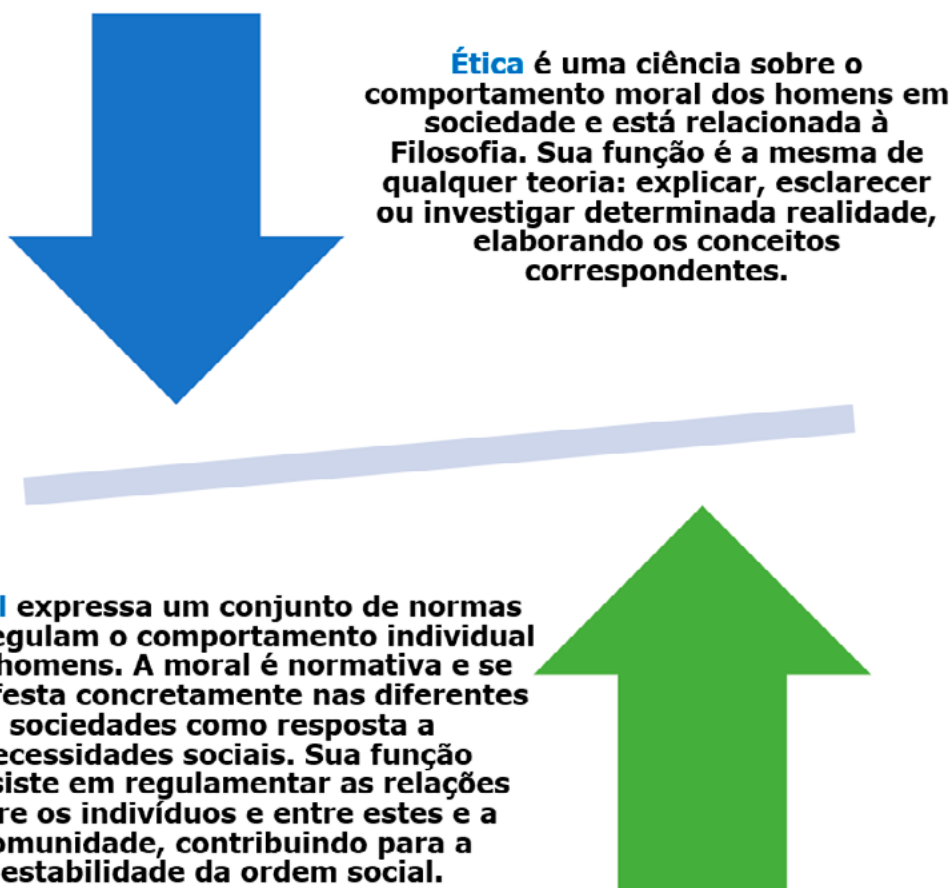 Ética é uma ciência sobre o
comportamento moral dos homens em
sociedade e está relacionada à
Filosofia. Sua função é a mesma de
qualquer teoria: explicar, esclarecer
ou investigar determinada realidade,
elaborando os conceitos
correspondentes.
l expressa um conjunto de normas
egulam o comportamento individual
homens. A moral é normativa e se
festa concretamente nas diferentes
sociedades como resposta a
ecessidades sociais. Sua função
siste em regulamentar as relações
re os indivíduos e entre estes e a
omunidade, contribuindo para a
estabilidade da ordem social.